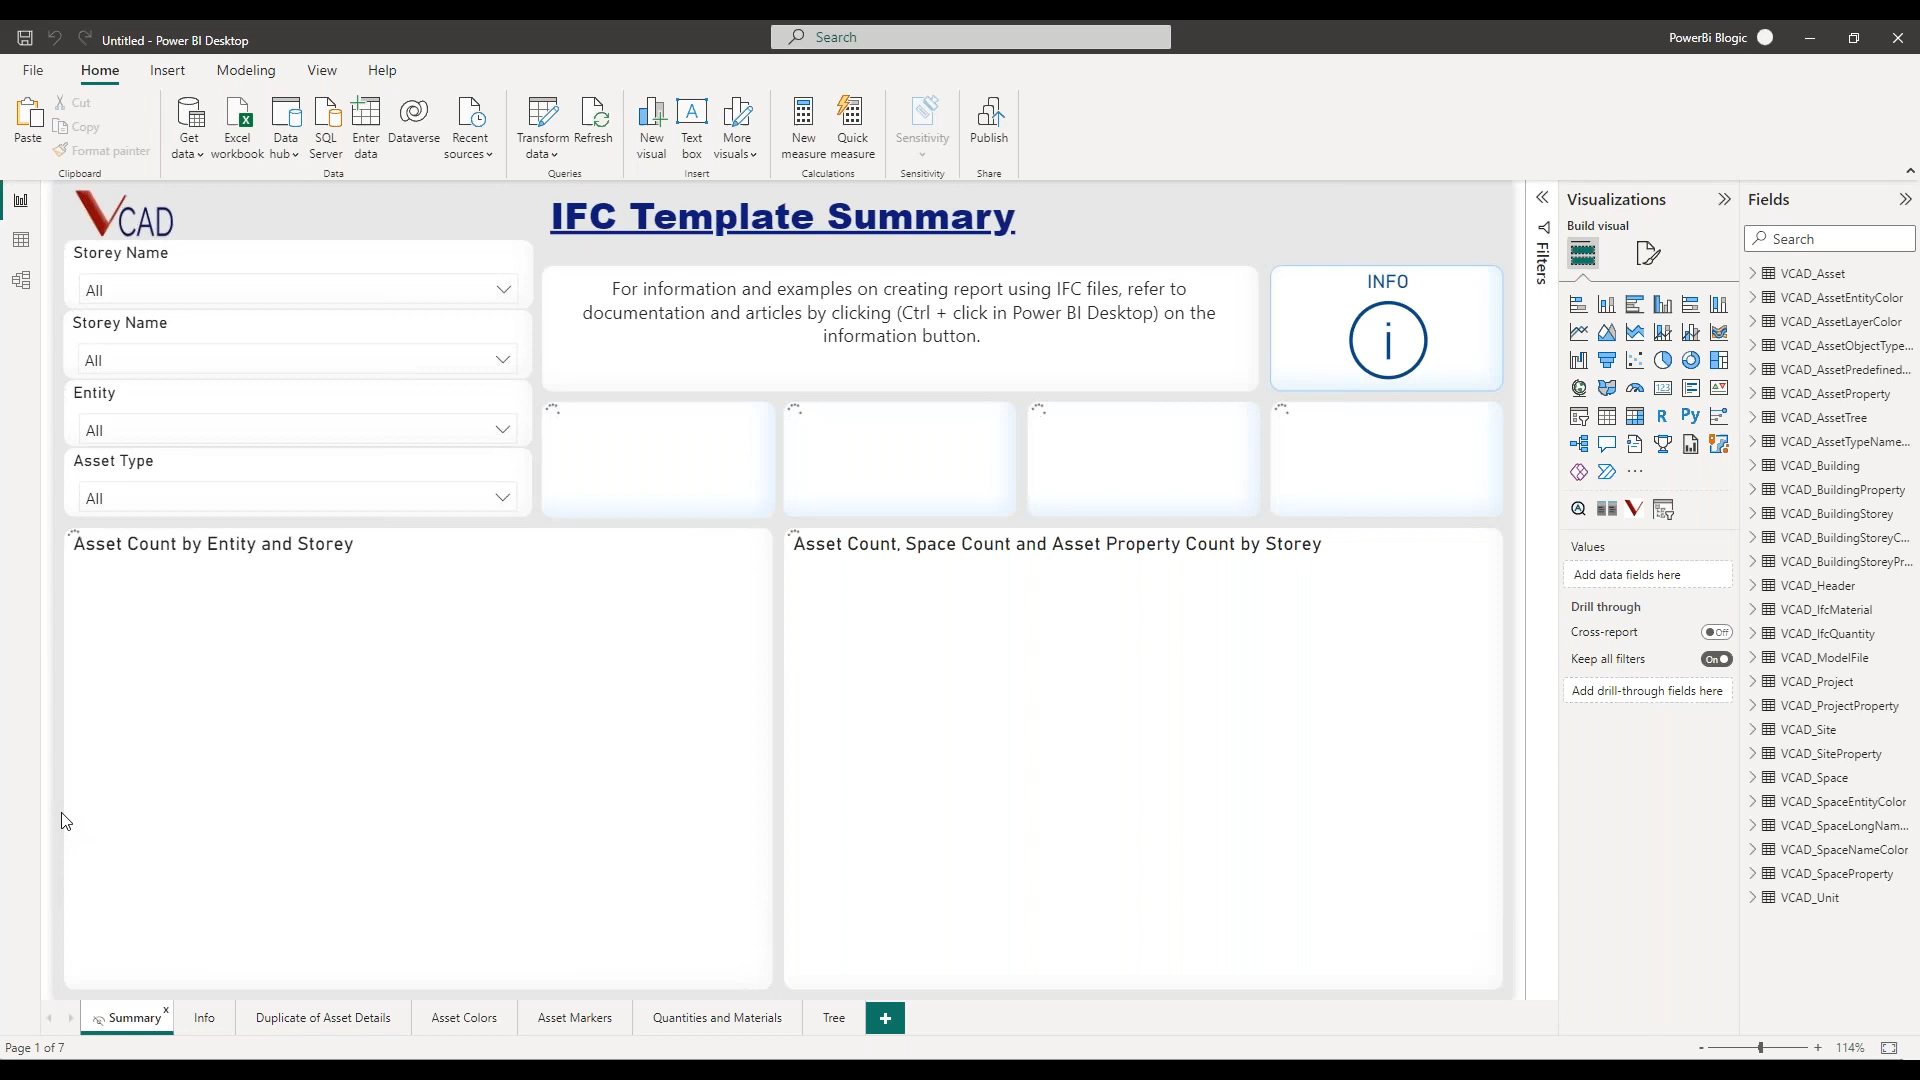 Untitled - Power BI Desktop
Search
PowerBi Blogic
File
Home
Insert
Modeling
View
Help
Paste
Cut
Copy
Format painter
Clipboard
Get data
Excel workbook
Data hub
SQL Server
Enter data
Dataverse
Recent sources
Data
Transform data
Refresh
Queries
New visual
Text box
More visuals
Insert
New measure
Quick measure
Calculations
Sensitivity
Sensitivity
Publish
Share
VCAD
IFC Template Summary
Storey Name
All
Storey Name
All
Entity
All
Asset Type
All
For information and examples on creating report using IFC files, refer to
documentation and articles by clicking (Ctrl + click in Power BI Desktop) on the
information button.
INFO
i
Asset Count by Entity and Storey
Asset Count, Space Count and Asset Property Count by Storey
Filters
Visualizations
Build visual
123
R
Py
Values
Add data fields here
Drill through
Cross-report
Off
Keep all filters
On
Add drill-through fields here
Fields
Search
VCAD_Asset
VCAD_AssetEntityColor
VCAD_AssetLayerColor
VCAD_AssetObjectType...
VCAD_AssetPredefined...
VCAD_AssetProperty
VCAD_AssetTree
VCAD_AssetTypeName...
VCAD_Building
VCAD_BuildingProperty
VCAD_BuildingStorey
VCAD_BuildingStoreyC...
VCAD_BuildingStoreyPr...
VCAD_Header
VCAD_IfcMaterial
VCAD_IfcQuantity
VCAD_ModelFile
VCAD_Project
VCAD_ProjectProperty
VCAD_Site
VCAD_SiteProperty
VCAD_Space
VCAD_SpaceEntityColor
VCAD_SpaceLongNam...
VCAD_SpaceNameColor
VCAD_SpaceProperty
VCAD_Unit
Summary
x
Info
Duplicate of Asset Details
Asset Colors
Asset Markers
Quantities and Materials
Tree
+
Page 1 of 7
- + 114%